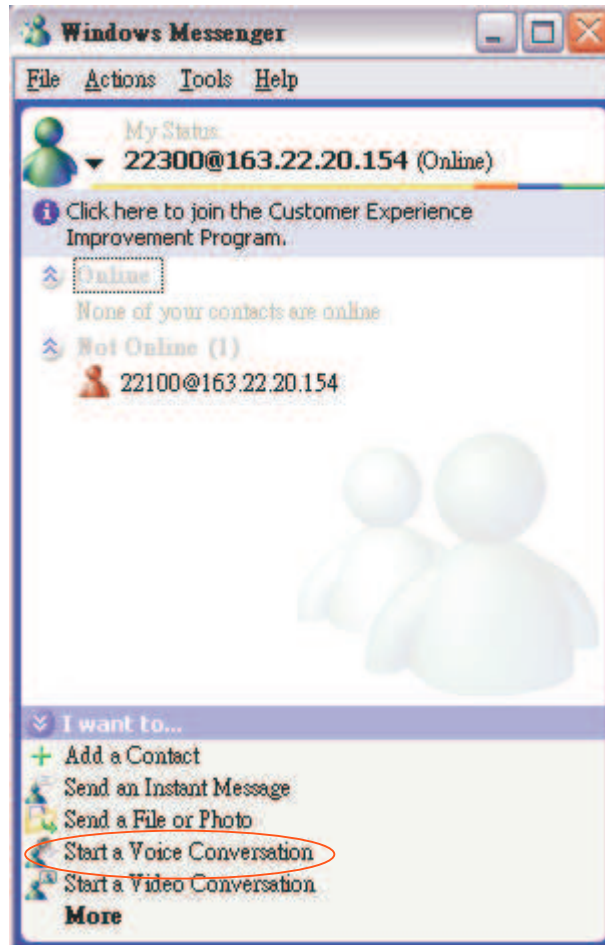 Windows Messenger
File Actions Tools Help
My Status
22300@163.22.20.154 (Online)
Click here to join the Customer Experience
Improvement Program.
Online
None of your contacts are online
Not Online (1)
22100@163.22.20.154
I want to...
Add a Contact
Send an Instant Message
Send a File or Photo
Start a Voice Conversation
Start a Video Conversation
More